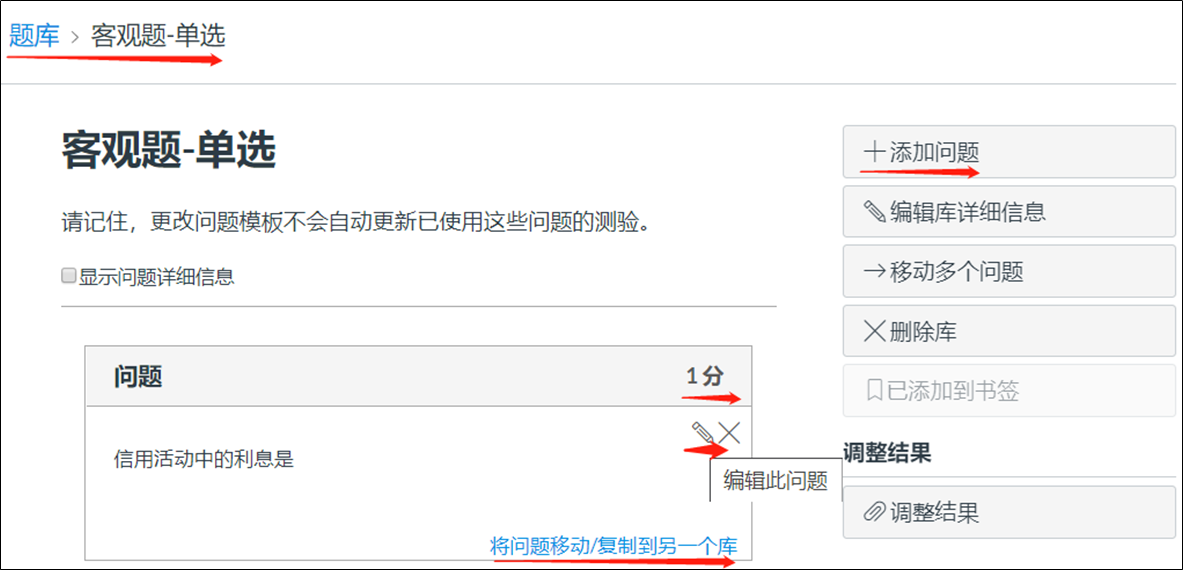 题库 > 客观题-单选
客观题-单选
请记住，更改问题模板不会自动更新已使用这些问题的测验。
显示问题详细信息
问题 1 分
信用活动中的利息是
编辑此问题
将问题移动/复制到另一个库
添加问题
编辑库详细信息
移动多个问题
删除库
已添加到书签
调整结果
调整结果